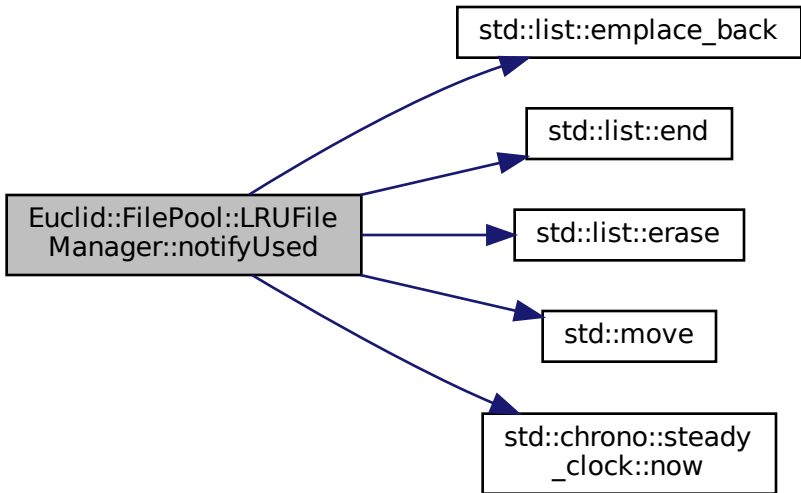 std::list::emplace_back
std::list::end
Euclid::FilePool::LRUFile
Manager::notifyUsed
std::list::erase
std::move
std::chrono::steady
_clock::now